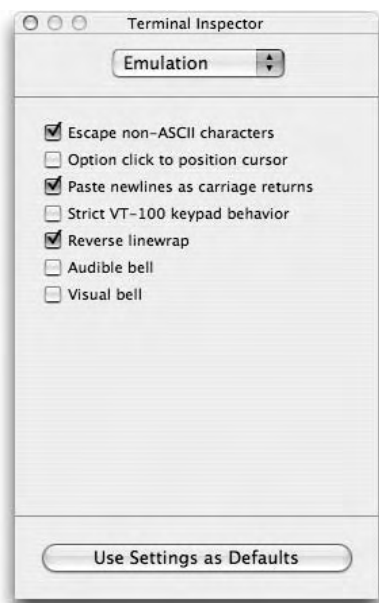 Terminal Inspector
Emulation
Escape non-ASCII characters
Option click to position cursor
Paste newlines as carriage returns
Strict VT-100 keypad behavior
Reverse linewrap
Audible bell
Visual bell
Use Settings as Defaults